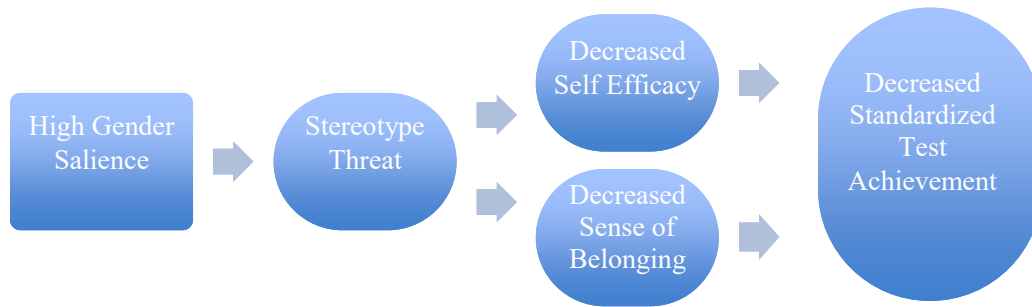 High Gender
Salience
Stereotype
Threat
Decreased
Self Efficacy
Decreased
Sense of
Belonging
Decreased
Standardized
Test
Achievement